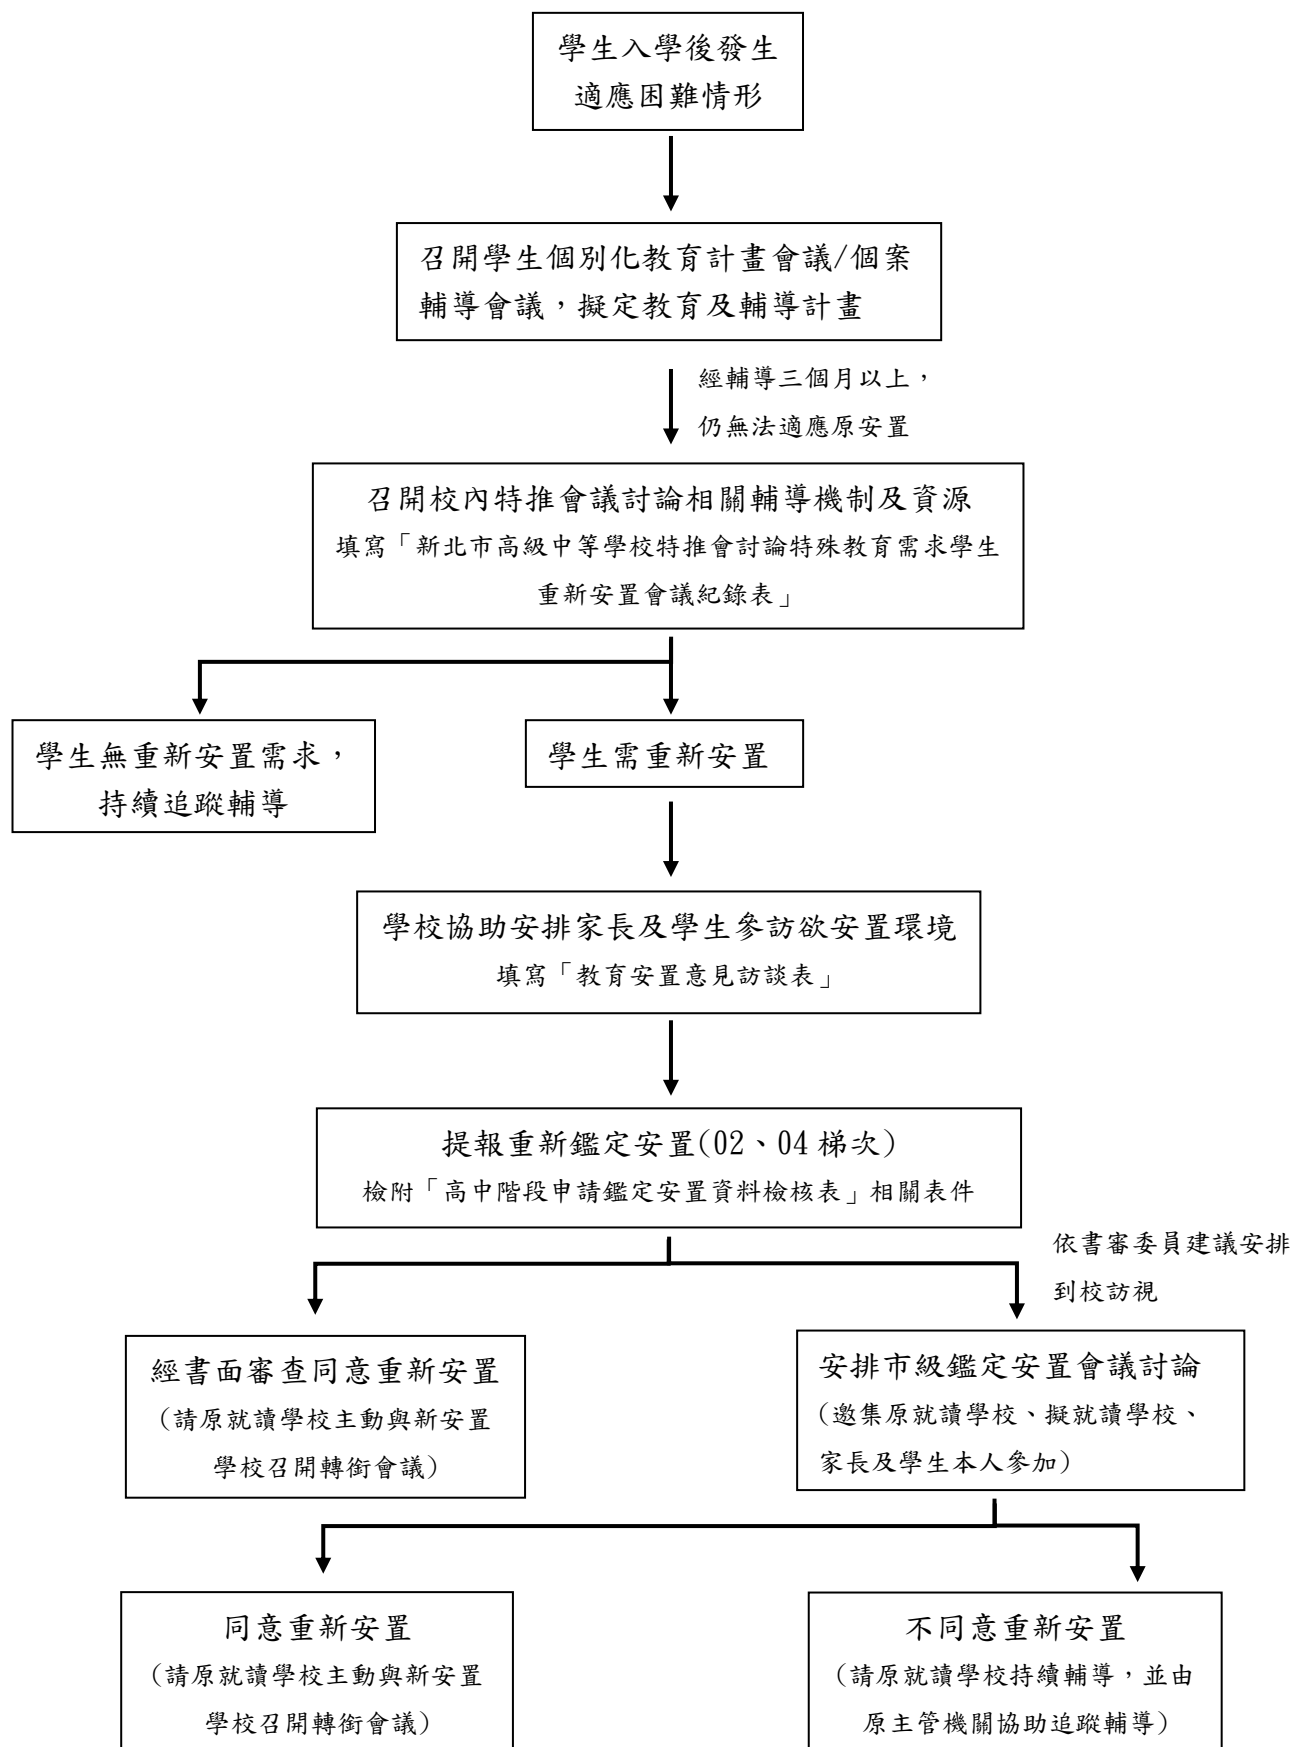 學生入學後發生
適應困難情形
召開學生個別化教育計畫會議/個案
輔導會議，擬定教育及輔導計畫
經輔導三個月以上，
仍無法適應原安置
召開校內特推會議討論相關輔導機制及資源
填寫「新北市高級中等學校特推會討論特殊教育需求學生
重新安置會議紀錄表」
學生無重新安置需求，
持續追蹤輔導
學生需重新安置
學校協助安排家長及學生參訪欲安置環境
填寫「教育安置意見訪談表」
提報重新鑑定安置(02、04 梯次)
檢附「高中階段申請鑑定安置資料檢核表」相關表件
依書審委員建議安排
到校訪視
經書面審查同意重新安置
(請原就讀學校主動與新安置
學校召開轉銜會議)
安排市級鑑定安置會議討論
(邀集原就讀學校、擬就讀學校、
家長及學生本人參加)
同意重新安置
(請原就讀學校主動與新安置
學校召開轉銜會議)
不同意重新安置
(請原就讀學校持續輔導，並由
原主管機關協助追蹤輔導)